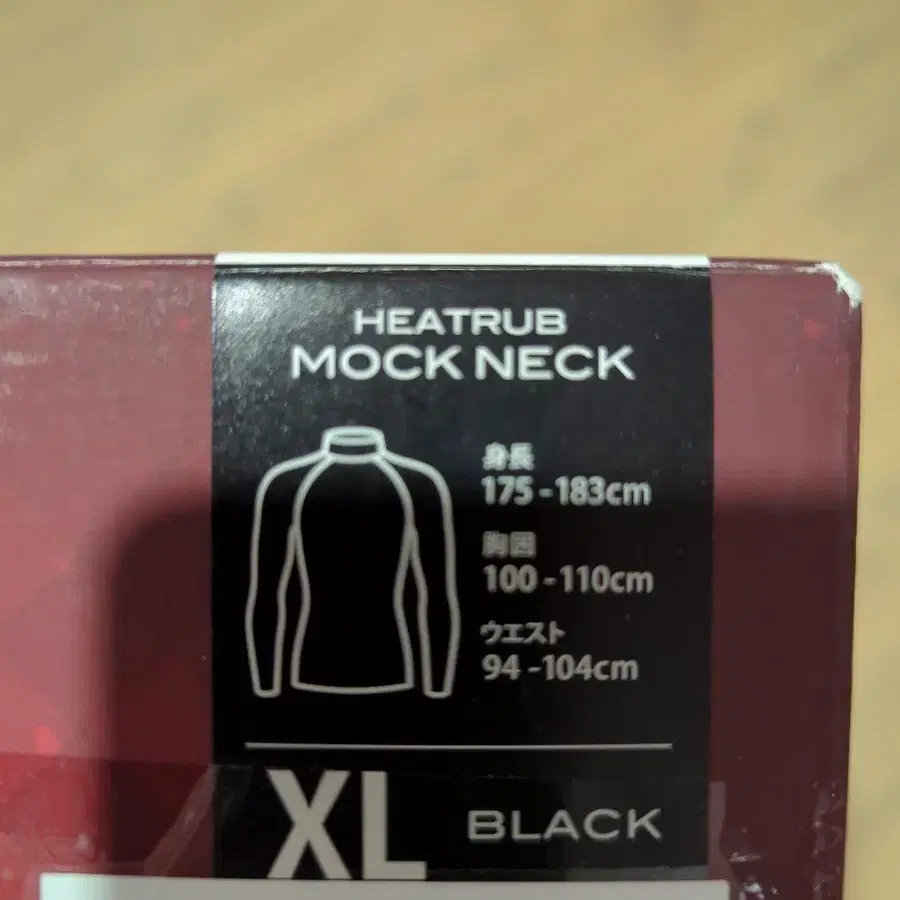 HEATRUB
MOCK NECK
身長
175 - 183cm
胸囲
100 - 110cm
ウエスト
94 - 104cm
XL BLACK